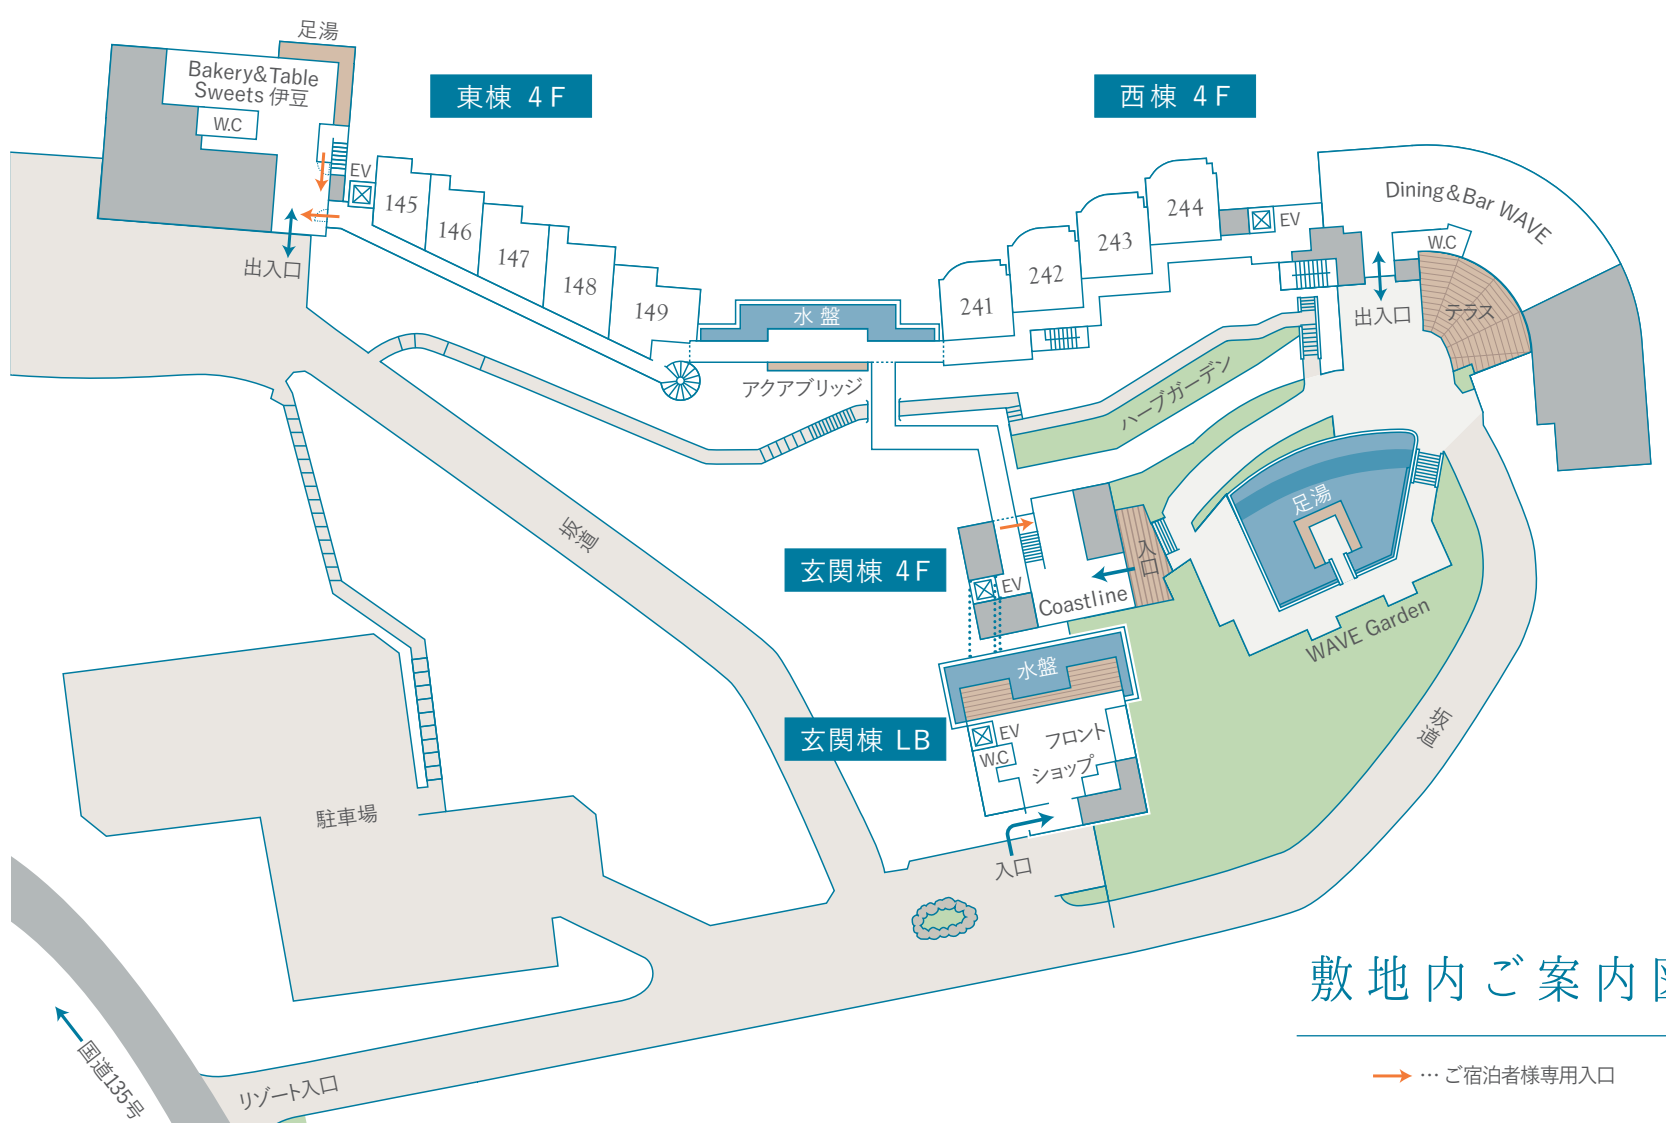 足湯
Bakery&Table
Sweets 伊豆
W.C
東棟 4F
西棟 4F
EV
145
146
147
148
149
出入口
水盤
アクアブリッジ
241
242
243
244
EV
Dining&Bar WAVE
W.C
出入口
テラス
ハーブガーデン
坂道
足湯
WAVE Garden
玄関棟 4F
EV
入口
Coastline
水盤
玄関棟 LB
EV
W.C
フロント
ショップ
入口
坂道
駐車場
国道135号
リゾート入口
敷地内ご案内
… ご宿泊者様専用入口